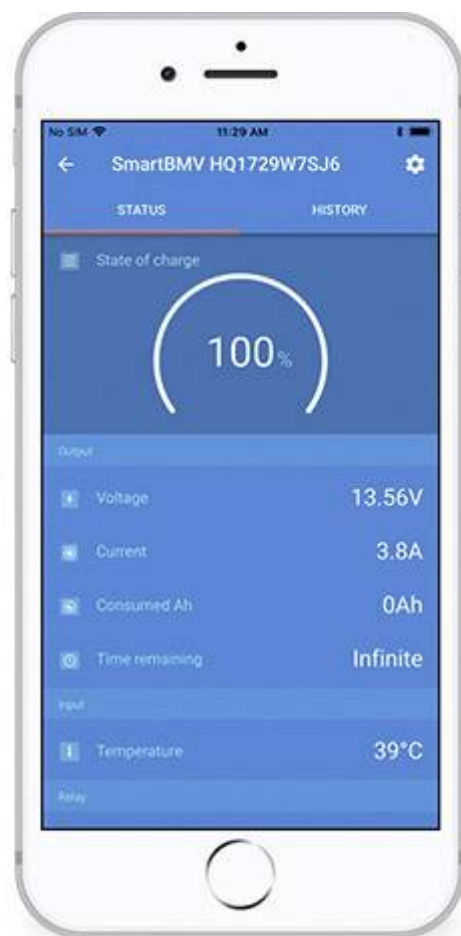 No SIM 11:29 AM
SmartBMV HQ1729W7SJ6
STATUS HISTORY
State of charge
100%
Output
Voltage 13.56V
Current 3.8A
Consumed Ah 0Ah
Time remaining Infinite
Input
Temperature 39°C
Relay